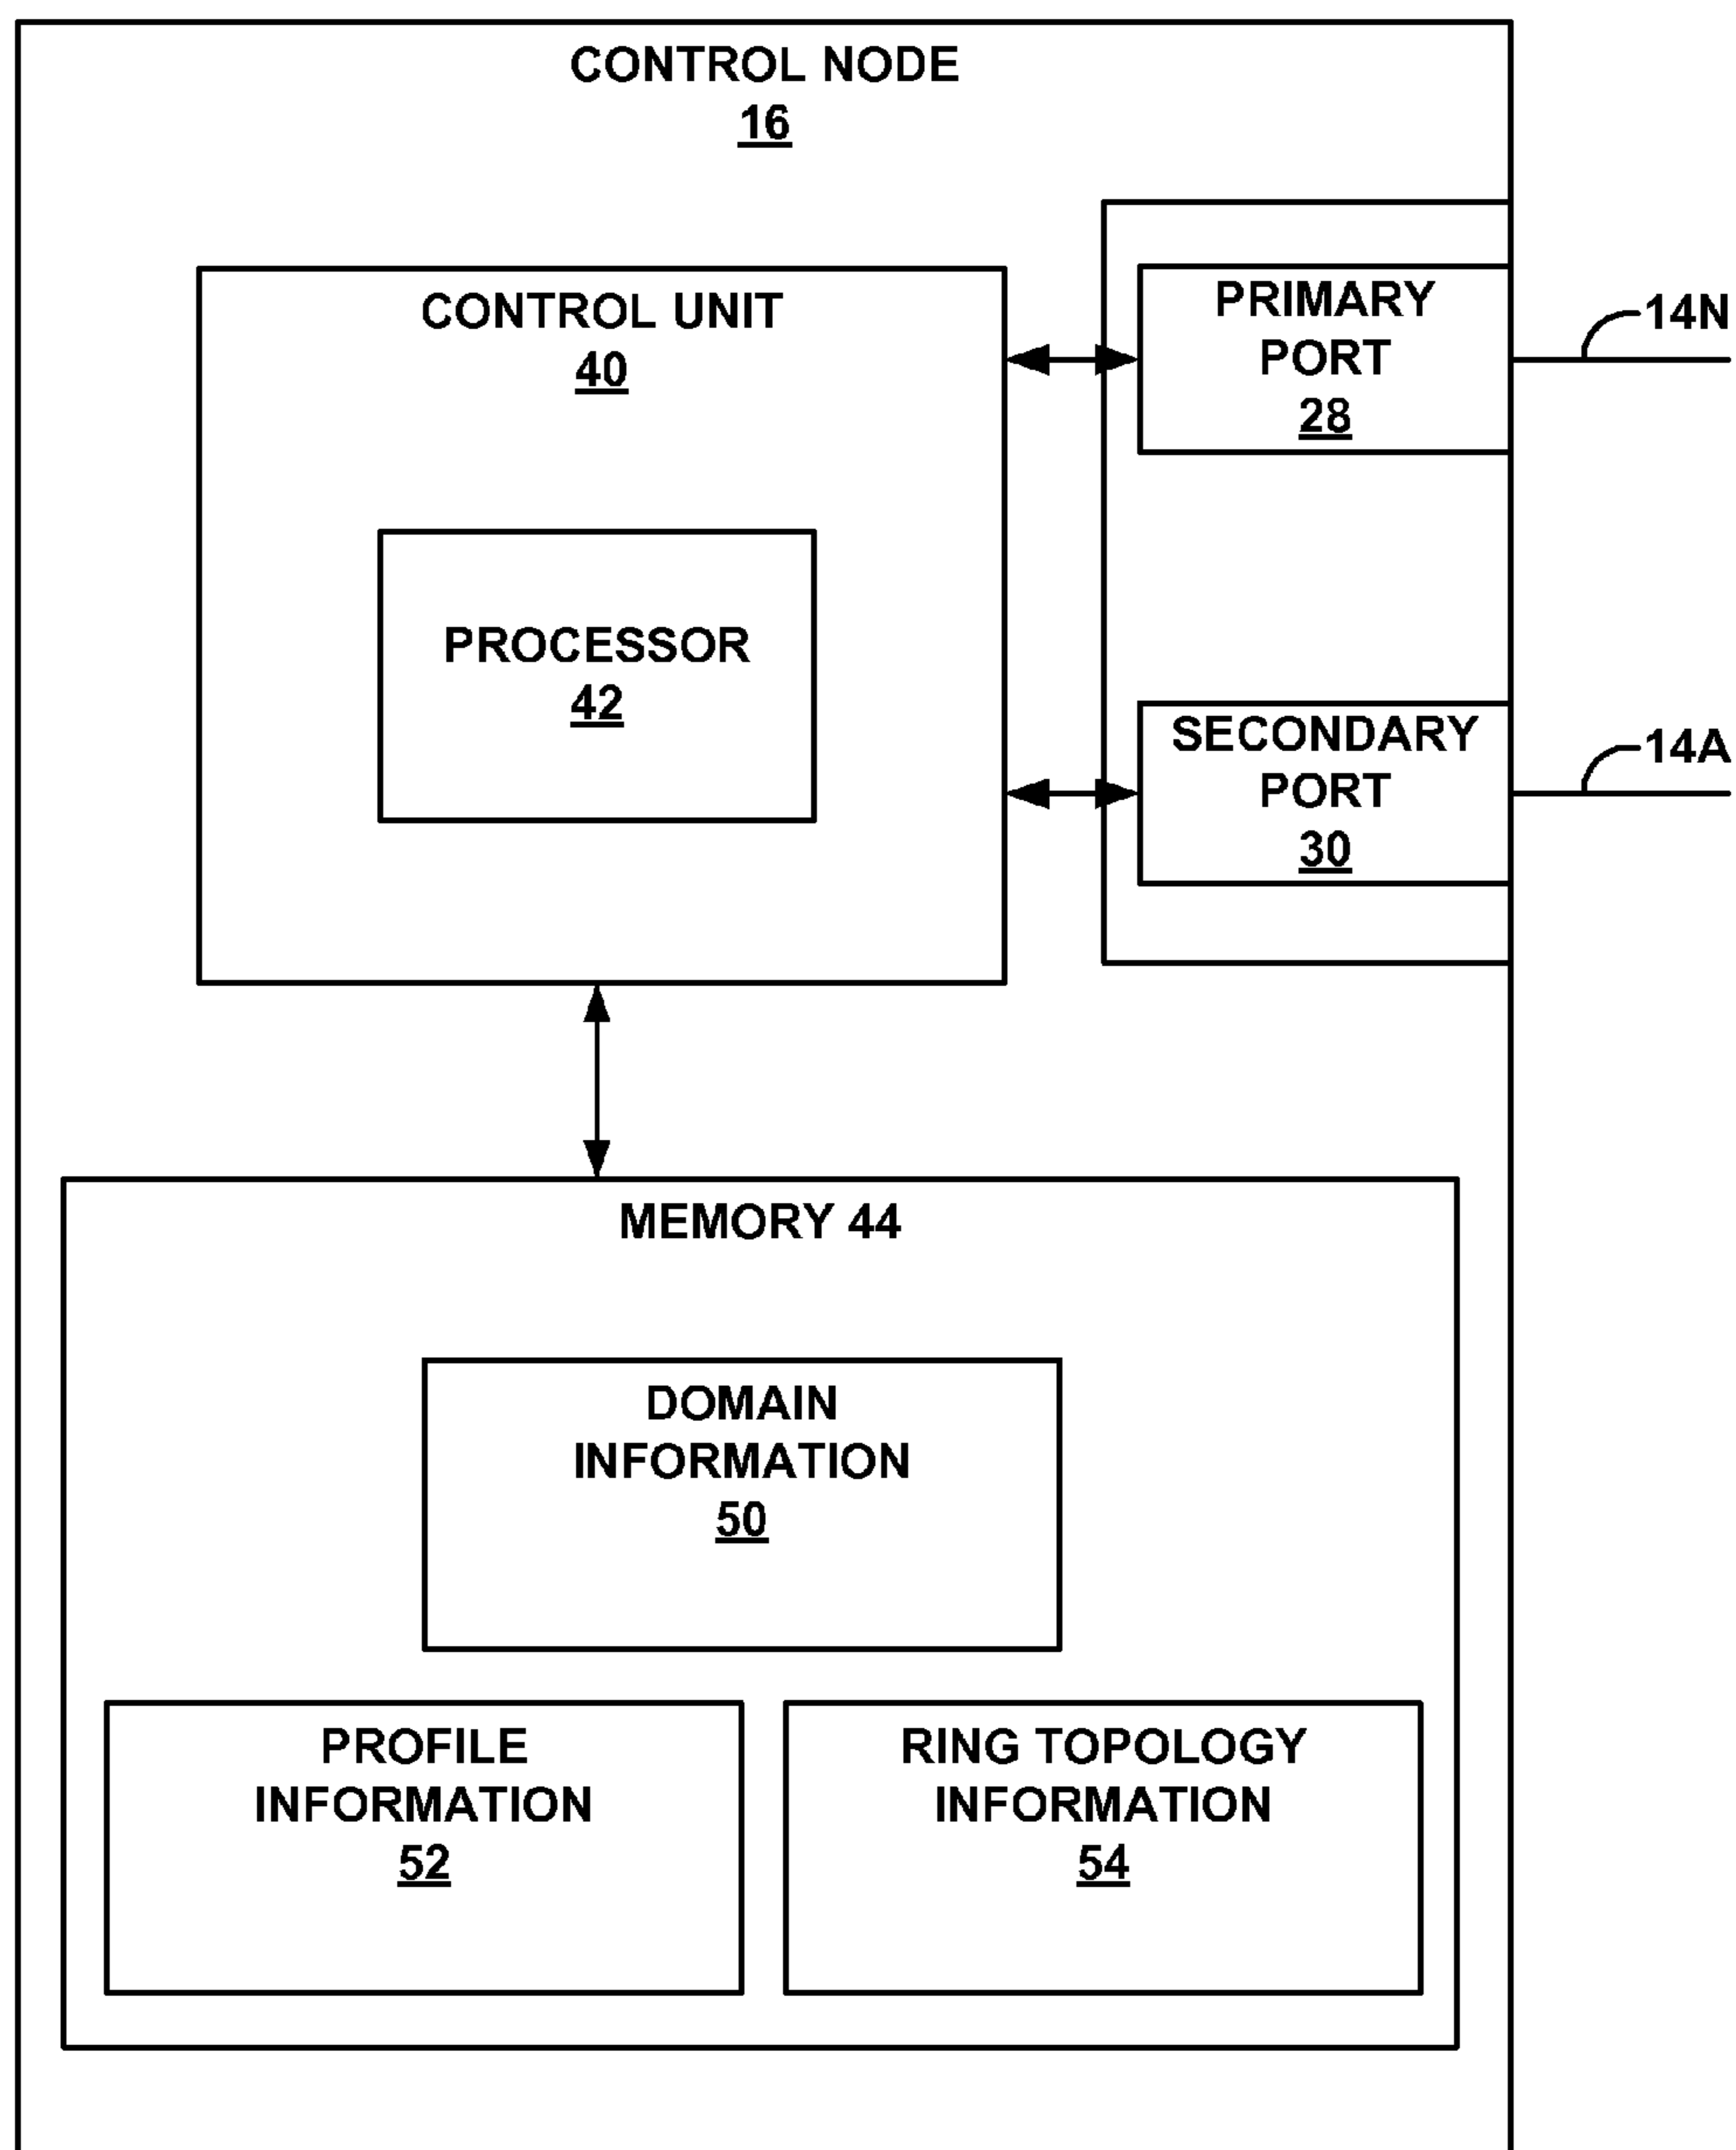 CONTROL NODE
16
CONTROL UNIT
40
PRIMARY
PORT
28
14N
PROCESSOR
42
SECONDARY
PORT
30
14A
MEMORY 44
DOMAIN
INFORMATION
50
PROFILE
INFORMATION
52
RING TOPOLOGY
INFORMATION
54